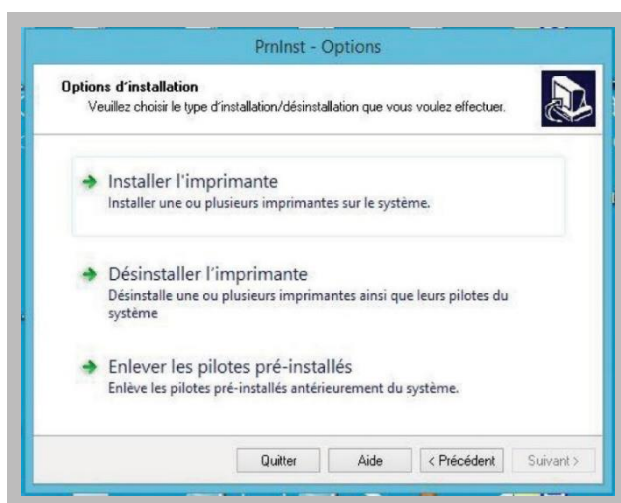 PrnInst - Options
Options d'installation
Veuillez choisir le type d'installation/désinstallation que vous voulez effectuer.
Installer l'imprimante
Installer une ou plusieurs imprimantes sur le système.
Désinstaller l'imprimante
Désinstalle une ou plusieurs imprimantes ainsi que leurs pilotes du
système
Enlever les pilotes pré-installés
Enlève les pilotes pré-installés antérieurement du système.
Quitter Aide < Précédent Suivant >